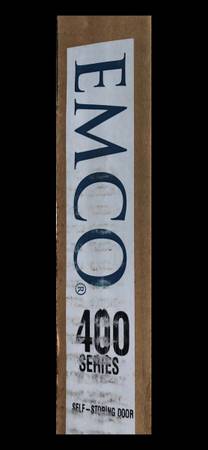 EMCO®
400
SERIES
SELF-STORING DOOR